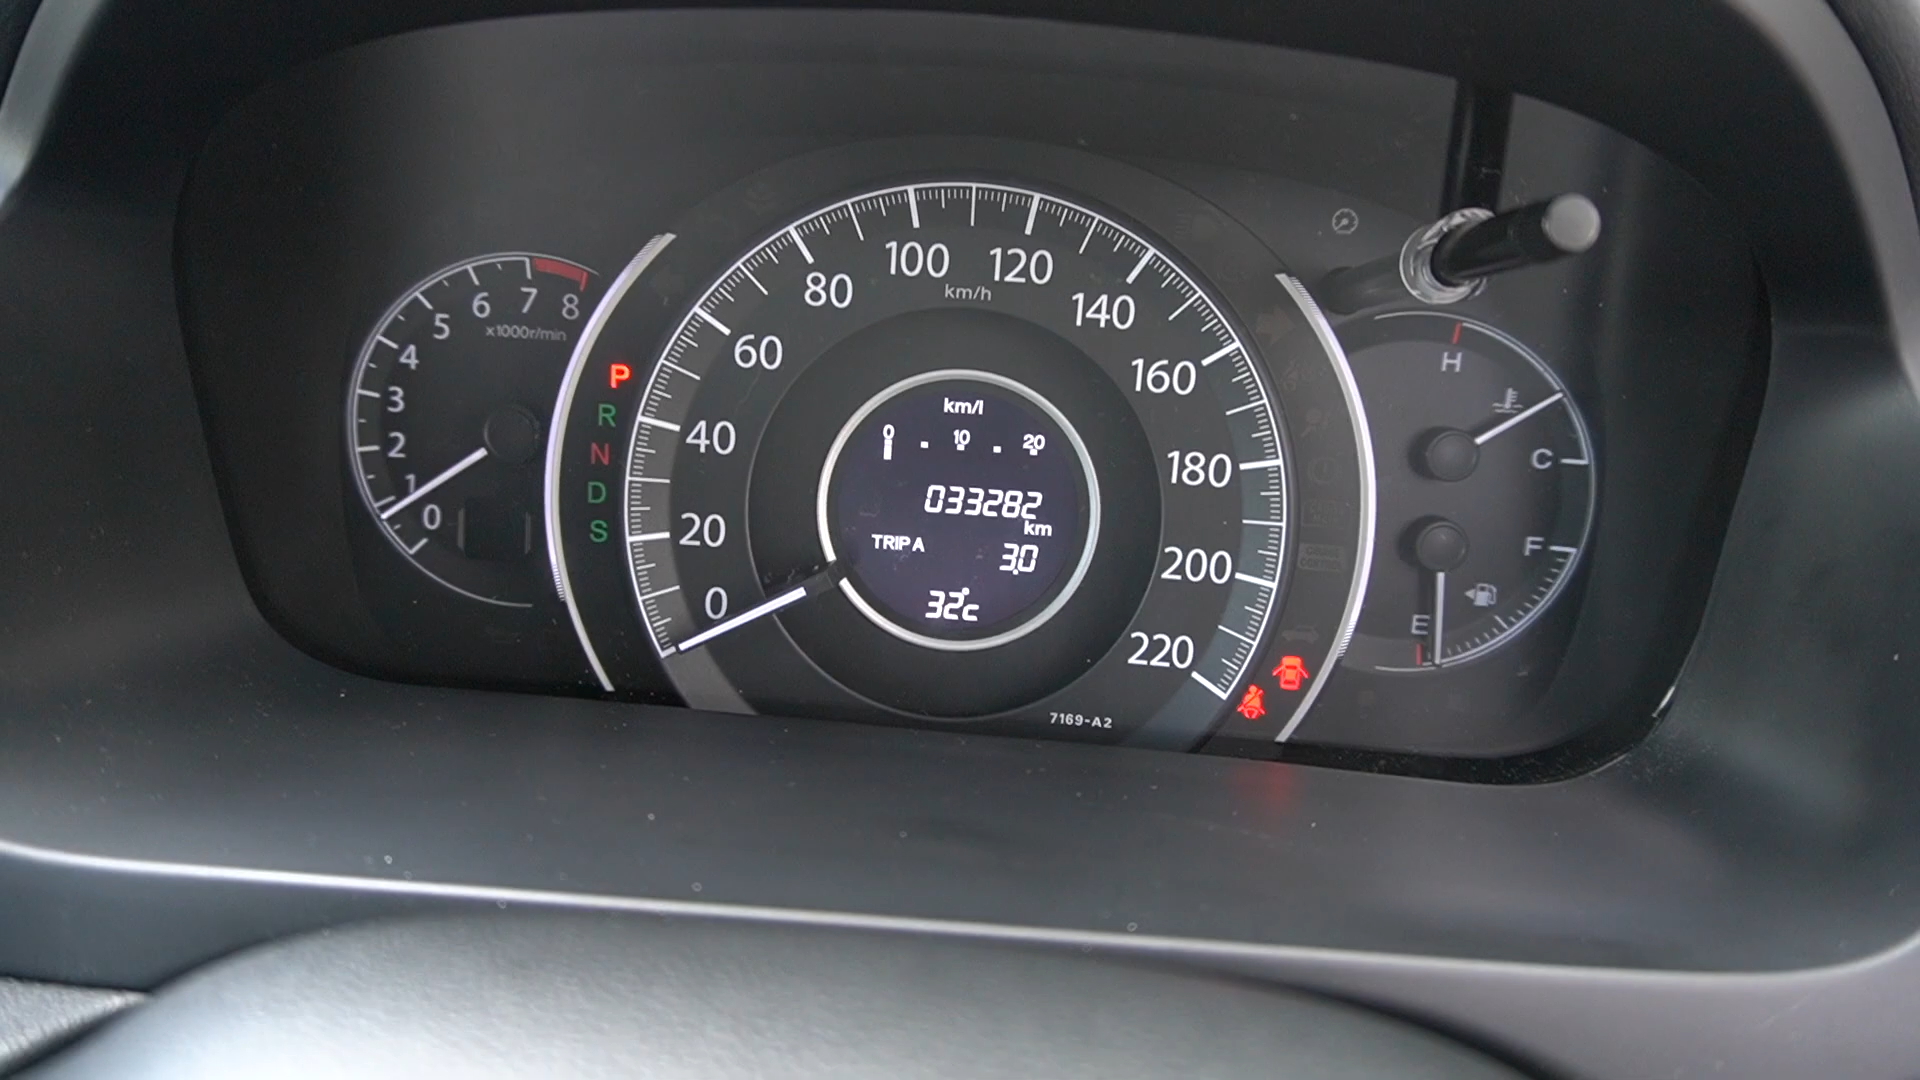 0
1
2
3
4
5
6
7
8
x1000r/min
P
R
N
D
S
0
20
40
60
80
100
120
140
160
180
200
220
km/h
km/l
0 . 10 . 20
033282
km
TRIP A 3.0
32°c
7169-A2
H
C
F
E